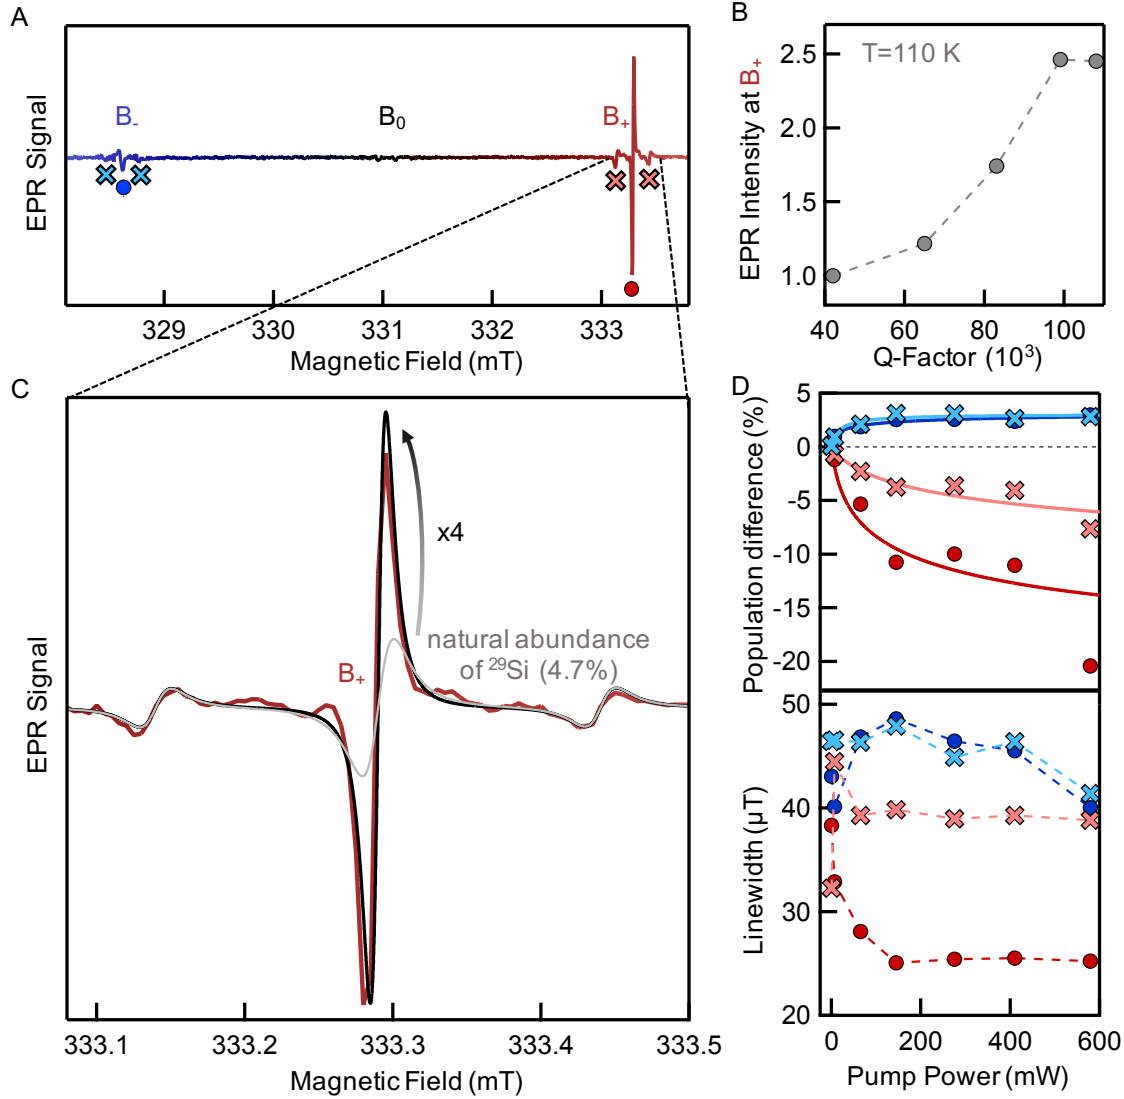 A
EPR Signal
B₋
B₀
B₊
329
330
331
332
333
Magnetic Field (mT)
B
EPR Intensity at B₊
T=110 K
2.5
2.0
1.5
1.0
40
60
80
100
Q-Factor (10³)
C
EPR Signal
x4
natural abundance
of ²⁹Si (4.7%)
B₊
333.1
333.2
333.3
333.4
333.5
Magnetic Field (mT)
D
Population difference (%)
5
0
-5
-10
-15
-20
Linewidth (μT)
50
40
30
20
0
200
400
600
Pump Power (mW)